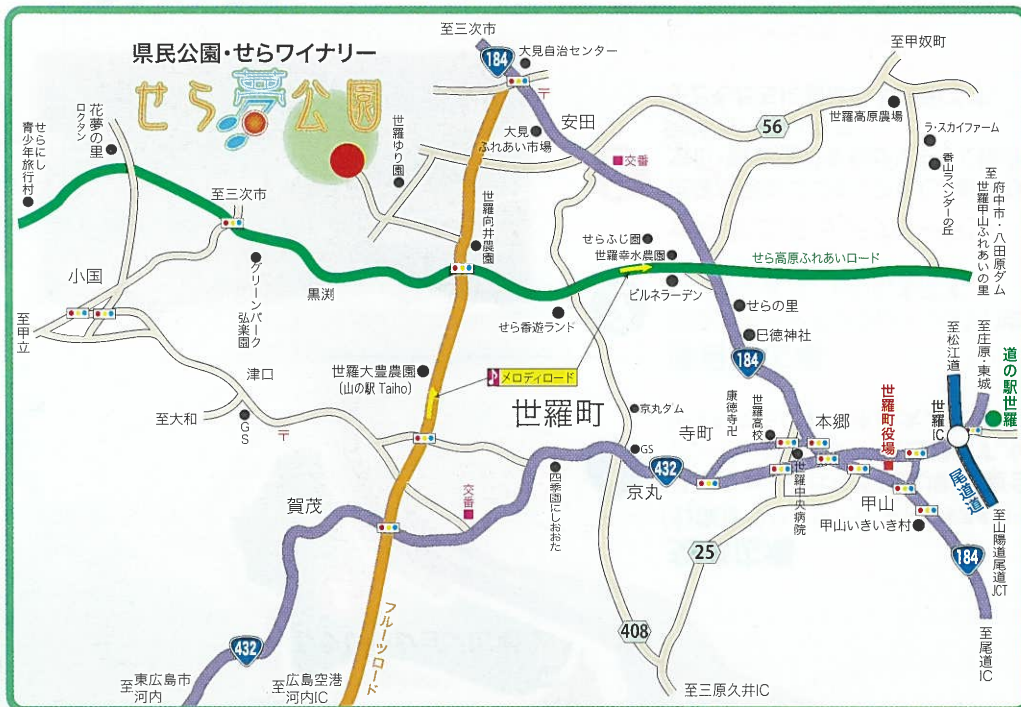 県民公園・せらワイナリー
せら夢公園
至三次市
184
大見自治センター
〒
至甲奴町
花夢の里
ロクタン
せらにし
青少年旅行村
世羅ゆり園
大見
ふれあい市場
安田
56
世羅高原農場
ラ・スカイファーム
香山ラベンダーの丘
交番
至三次市
世羅向井農園
せらふじ園
世羅幸水農園
せら高原ふれあいロード
至
府中市・八田原ダム
世羅甲山ふれあいの里
小国
グリーンパーク
弘楽園
黒渕
ビルネラーデン
せら香遊ランド
せらの里
巳徳神社
至甲立
184
至松江道
至庄原・東城
道の駅世羅
世羅大豊農園
(山の駅 Taiho)
メロディロード
津口
世羅町
京丸ダム
康徳寺卍
世羅高校
本郷
世羅町役場
世羅IC
至大和
GS
〒
寺町
GS
432
京丸
世羅中央病院
尾道道
四季園にしおおた
交番
賀茂
甲山
甲山いきいき村
至山陽道尾道JCT
25
184
フルーツロード
408
432
至尾道IC
至
東広島市
河内
至
広島空港
河内IC
至三原久井IC